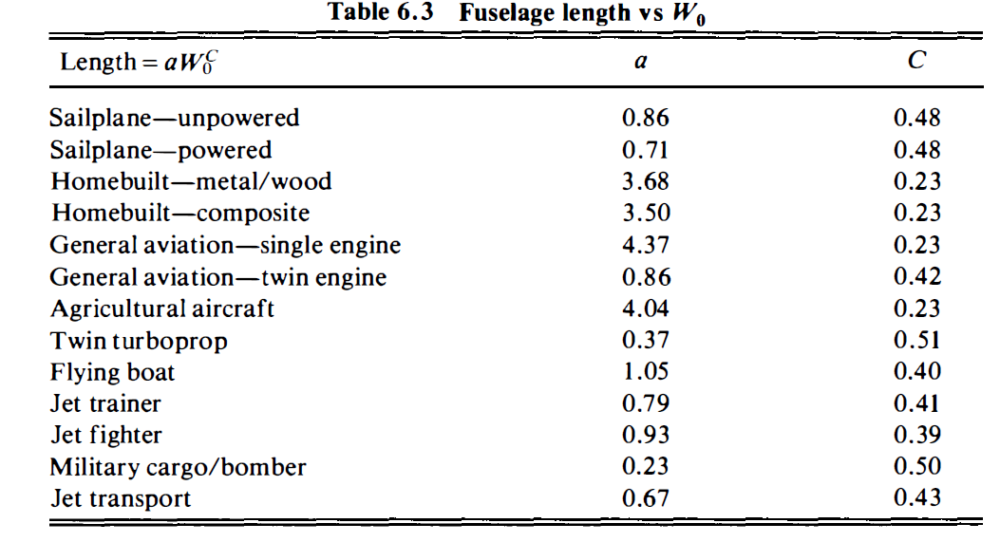 Table 6.3 Fuselage length vs W₀
Length = aW₀ᶜ a C
Sailplane—unpowered 0.86 0.48
Sailplane—powered 0.71 0.48
Homebuilt—metal/wood 3.68 0.23
Homebuilt—composite 3.50 0.23
General aviation—single engine 4.37 0.23
General aviation—twin engine 0.86 0.42
Agricultural aircraft 4.04 0.23
Twin turboprop 0.37 0.51
Flying boat 1.05 0.40
Jet trainer 0.79 0.41
Jet fighter 0.93 0.39
Military cargo/bomber 0.23 0.50
Jet transport 0.67 0.43